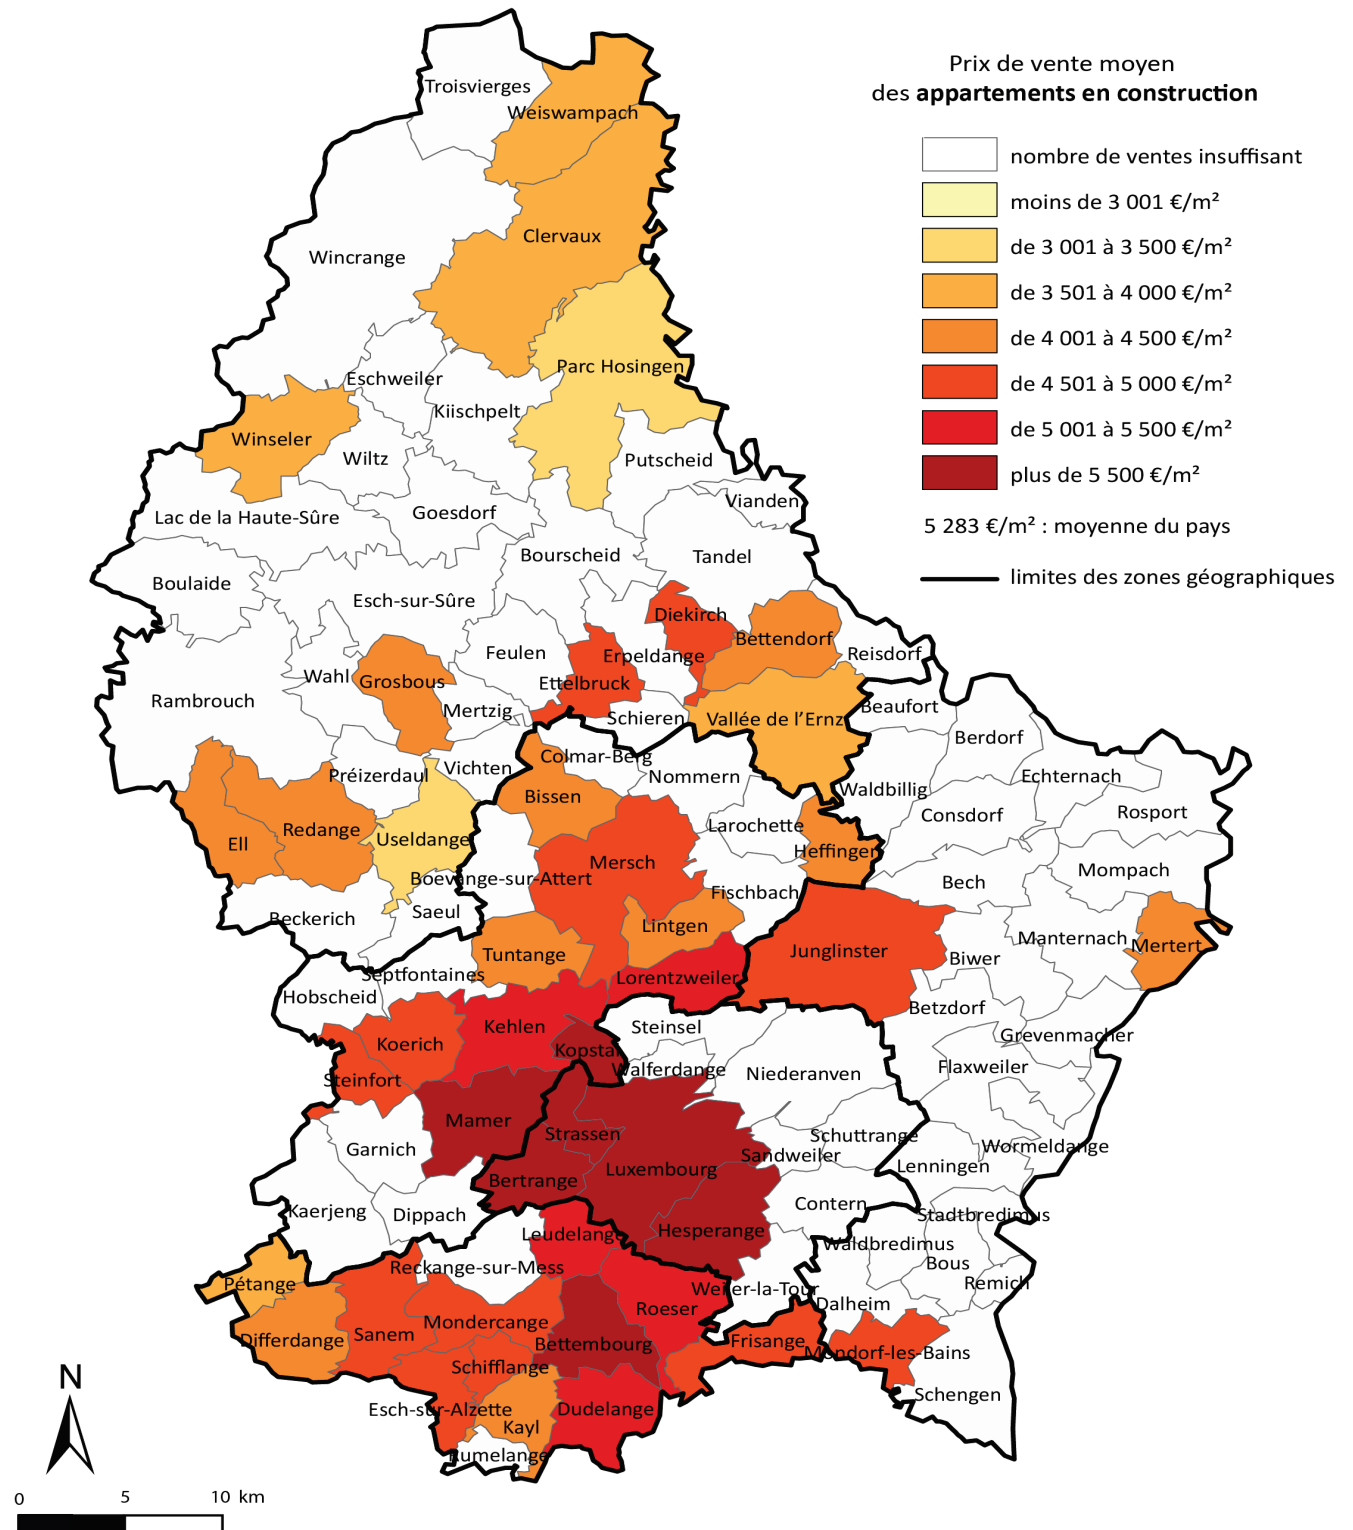 Prix de vente moyen
des appartements en construction
nombre de ventes insuffisant
moins de 3 001 €/m²
de 3 001 à 3 500 €/m²
de 3 501 à 4 000 €/m²
de 4 001 à 4 500 €/m²
de 4 501 à 5 000 €/m²
de 5 001 à 5 500 €/m²
plus de 5 500 €/m²
5 283 €/m² : moyenne du pays
limites des zones géographiques
Troisvierges
Weiswampach
Clervaux
Wincrange
Parc Hosingen
Eschweiler
Kiischpelt
Winseler
Wiltz
Putscheid
Vianden
Goesdorf
Lac de la Haute-Sûre
Bourscheid
Tandel
Boulaide
Esch-sur-Sûre
Diekirch
Bettendorf
Reisdorf
Feulen
Erpeldange
Wahl
Grosbous
Ettelbruck
Rambrouch
Mertzig
Schieren
Vallée de l’Ernz
Beaufort
Berdorf
Colmar-Berg
Préizerdaul
Vichten
Nommern
Echternach
Waldbillig
Bissen
Rosport
Consdorf
Larochette
Redange
Useldange
Ell
Heffingen
Mersch
Mompach
Boevange-sur-Attert
Bech
Fischbach
Saeul
Beckerich
Lintgen
Manternach
Mertert
Junglinster
Tuntange
Biwer
Septfontaines
Lorentzweiler
Hobscheid
Betzdorf
Kehlen
Steinsel
Grevenmacher
Koerich
Kopstal
Walferdange
Flaxweiler
Niederanven
Steinfort
Mamer
Strassen
Schuttrange
Wormeldange
Garnich
Sandweiler
Lenningen
Luxembourg
Bertrange
Contern
Kaerjeng
Dippach
Stadtbredimus
Hesperange
Leudelange
Waldbredimus
Bous
Reckange-sur-Mess
Pétange
Remich
Weiler-la-Tour
Dalheim
Roeser
Mondercange
Sanem
Differdange
Bettembourg
Frisange
Mondorf-les-Bains
Schifflange
Schengen
Esch-sur-Alzette
Dudelange
Kayl
Rumelange
N
0 5 10 km